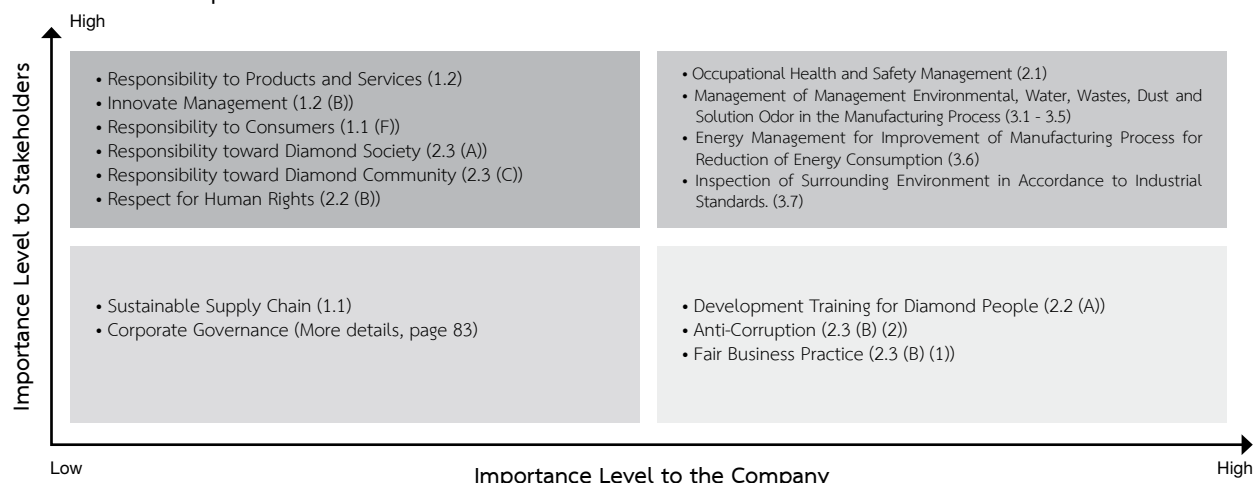 High
Importance Level to Stakeholders
• Responsibility to Products and Services (1.2)
• Innovate Management (1.2 (B))
• Responsibility to Consumers (1.1 (F))
• Responsibility toward Diamond Society (2.3 (A))
• Responsibility toward Diamond Community (2.3 (C))
• Respect for Human Rights (2.2 (B))
• Occupational Health and Safety Management (2.1)
• Management of Management Environmental, Water, Wastes, Dust and
Solution Odor in the Manufacturing Process (3.1 - 3.5)
• Energy Management for Improvement of Manufacturing Process for
Reduction of Energy Consumption (3.6)
• Inspection of Surrounding Environment in Accordance to Industrial
Standards. (3.7)
• Sustainable Supply Chain (1.1)
• Corporate Governance (More details, page 83)
• Development Training for Diamond People (2.2 (A))
• Anti-Corruption (2.3 (B) (2))
• Fair Business Practice (2.3 (B) (1))
Low
Importance Level to the Company
High